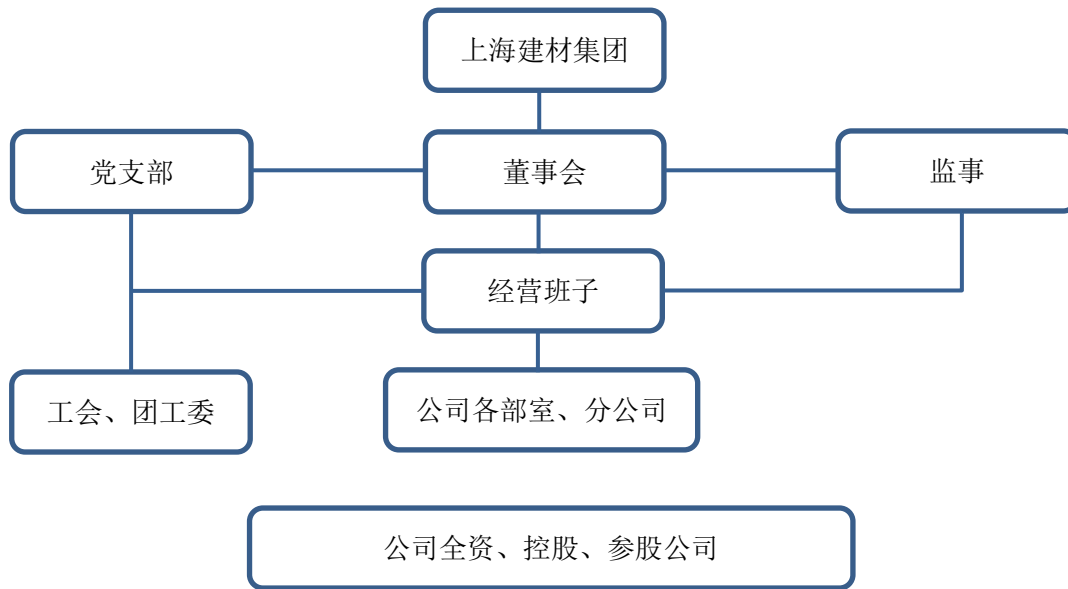 上海建材集团
党支部
董事会
监事
经营班子
工会、团工委
公司各部室、分公司
公司全资、控股、参股公司